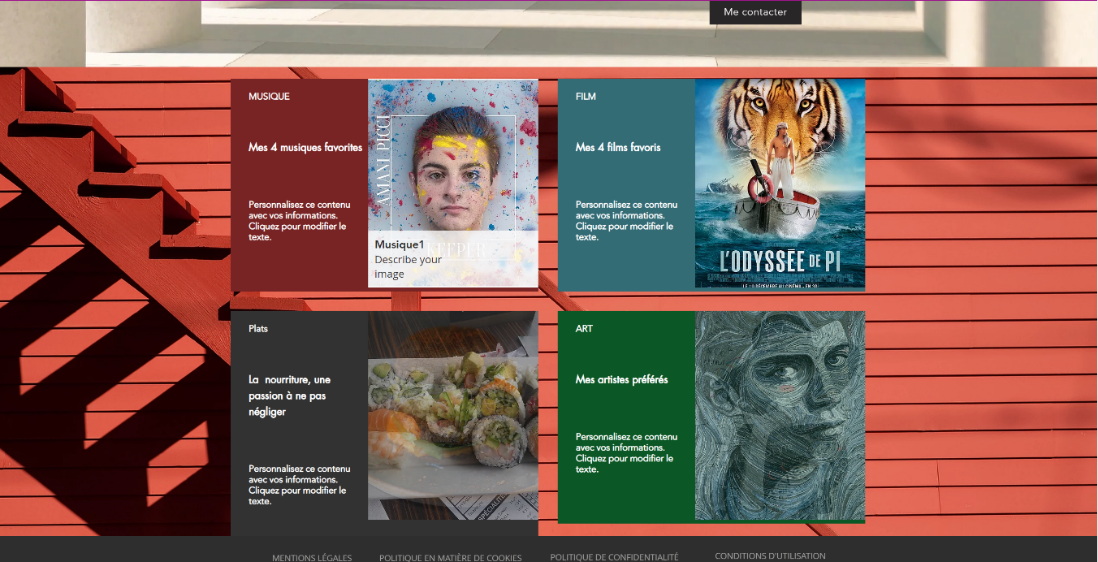 Me contacter
MUSIQUE
Mes 4 musiques favorites
Personnalisez ce contenu
avec vos informations.
Cliquez pour modifier le
texte.
AMANI PICCI
KEEPER
Musique1
Describe your
image
FILM
Mes 4 films favoris
Personnalisez ce contenu
avec vos informations.
Cliquez pour modifier le
texte.
L'ODYSSÉE DE PI
Plats
La nourriture, une
passion à ne pas
négliger
Personnalisez ce contenu
avec vos informations.
Cliquez pour modifier le
texte.
ART
Mes artistes préférés
Personnalisez ce contenu
avec vos informations.
Cliquez pour modifier le
texte.
MENTIONS LÉGALES
POLITIQUE EN MATIÈRE DE COOKIES
POLITIQUE DE CONFIDENTIALITÉ
CONDITIONS D'UTILISATION